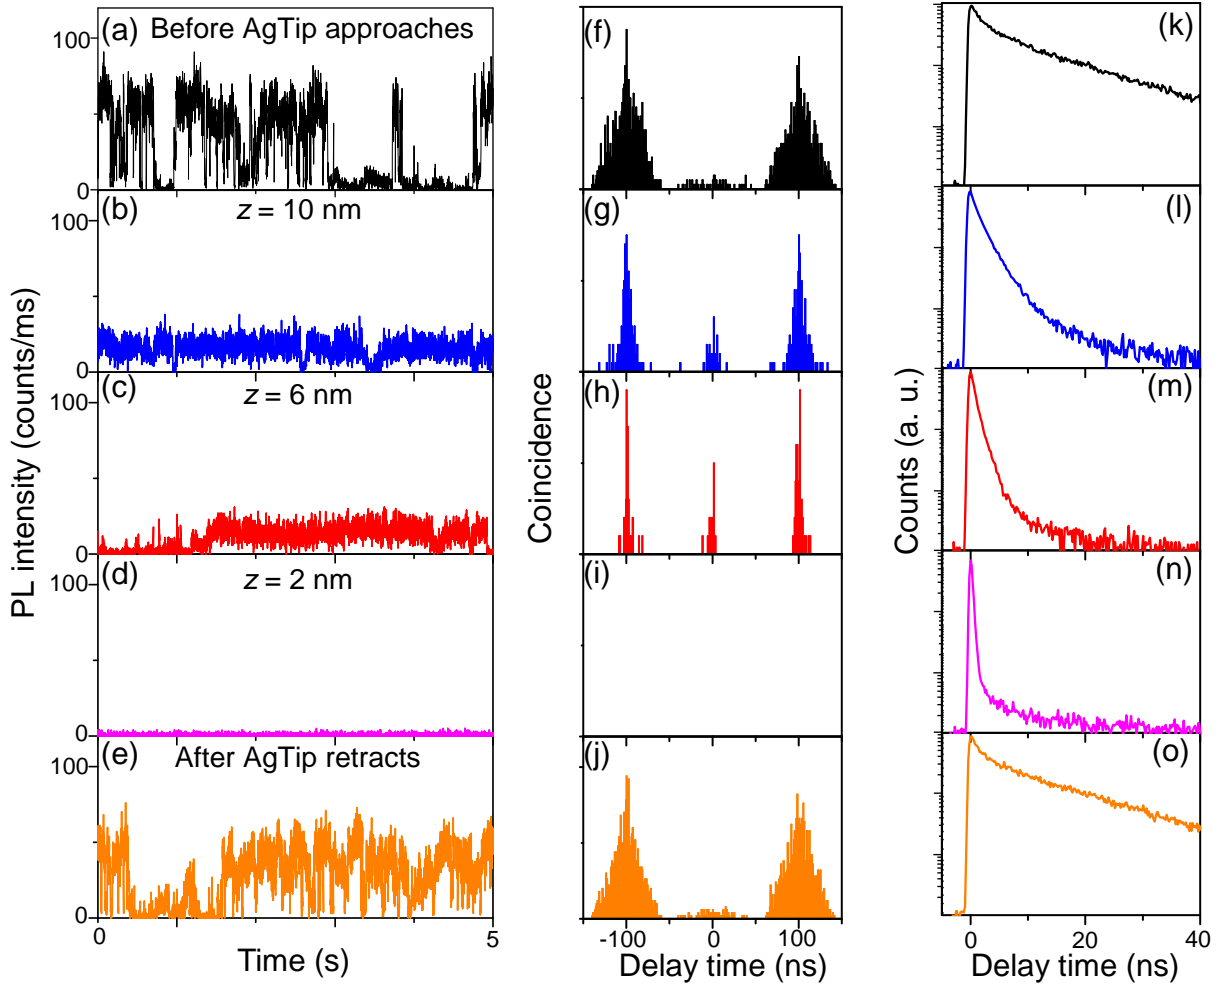 (a) Before AgTip approaches
100
0
(b) z = 10 nm
100
0
(c) z = 6 nm
100
0
(d) z = 2 nm
100
0
(e) After AgTip retracts
100
0
0 5
Time (s)
PL intensity (counts/ms)
(f)
(g)
(h)
(i)
(j)
-100 0 100
Delay time (ns)
Coincidence
(k)
(l)
(m)
(n)
(o)
0 20 40
Delay time (ns)
Counts (a. u.)